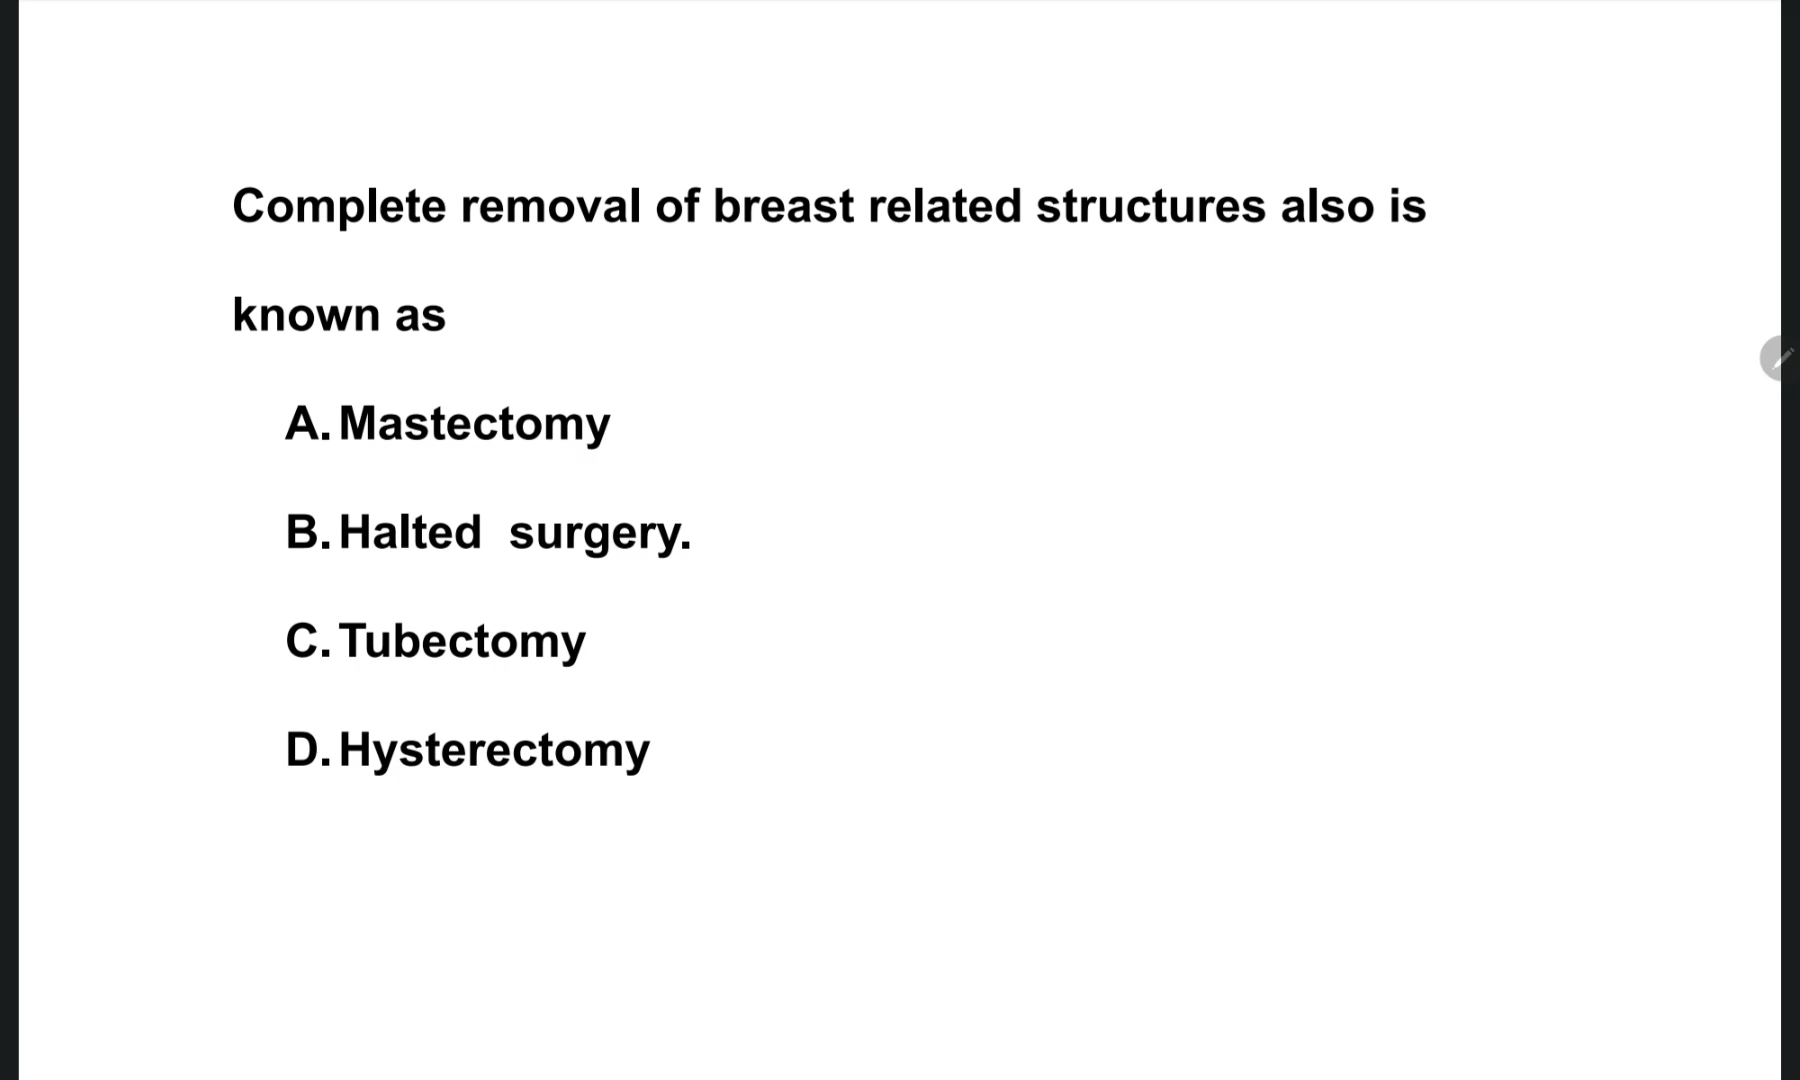 Complete removal of breast related structures also is
known as
A. Mastectomy
B. Halted  surgery.
C. Tubectomy
D. Hysterectomy